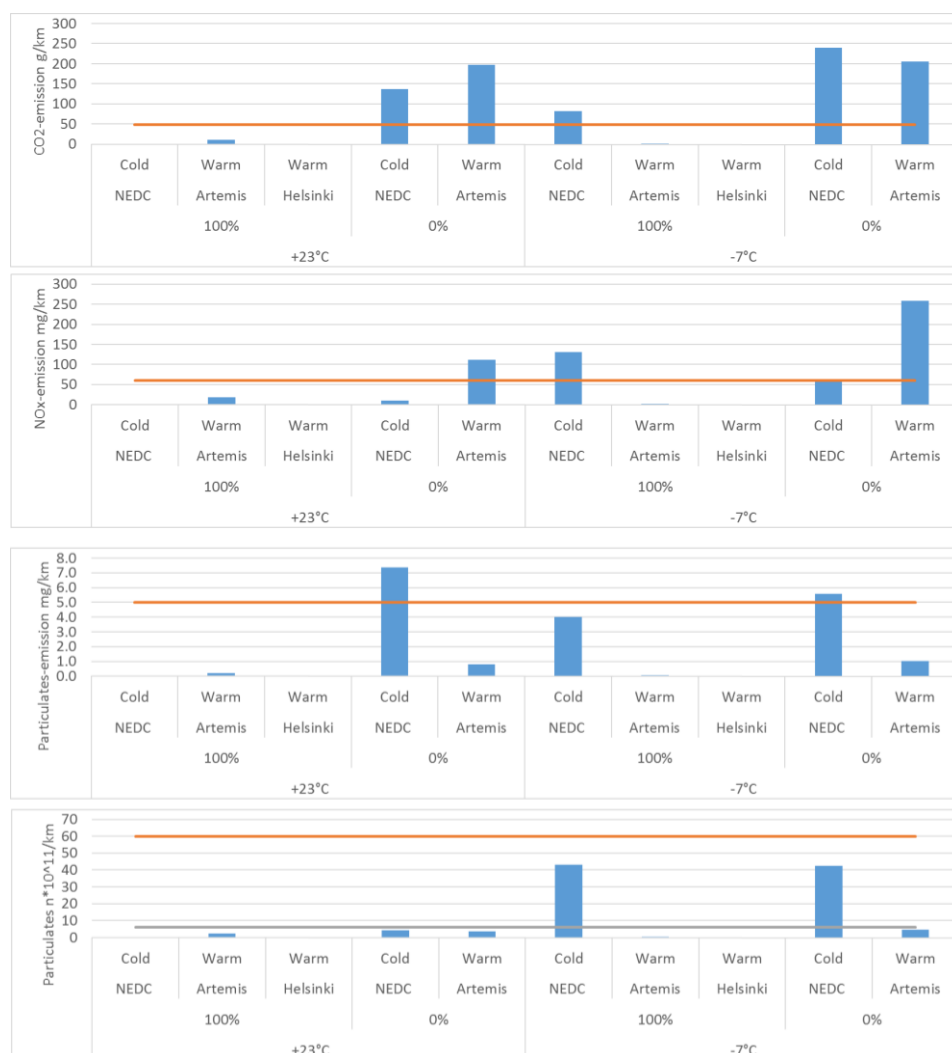 CO2-emission g/km
300
250
200
150
100
50
0
Cold Warm Warm Cold Warm Cold Warm Warm Cold Warm
NEDC Artemis Helsinki NEDC Artemis NEDC Artemis Helsinki NEDC Artemis
100% 0% 100% 0%
+23°C -7°C
NOx-emission mg/km
300
250
200
150
100
50
0
Cold Warm Warm Cold Warm Cold Warm Warm Cold Warm
NEDC Artemis Helsinki NEDC Artemis NEDC Artemis Helsinki NEDC Artemis
100% 0% 100% 0%
+23°C -7°C
Particulates-emission mg/km
8.0
7.0
6.0
5.0
4.0
3.0
2.0
1.0
0.0
Cold Warm Warm Cold Warm Cold Warm Warm Cold Warm
NEDC Artemis Helsinki NEDC Artemis NEDC Artemis Helsinki NEDC Artemis
100% 0% 100% 0%
+23°C -7°C
Particulates n*10^11/km
70
60
50
40
30
20
10
0
Cold Warm Warm Cold Warm Cold Warm Warm Cold Warm
NEDC Artemis Helsinki NEDC Artemis NEDC Artemis Helsinki NEDC Artemis
100% 0% 100% 0%
+23°C -7°C